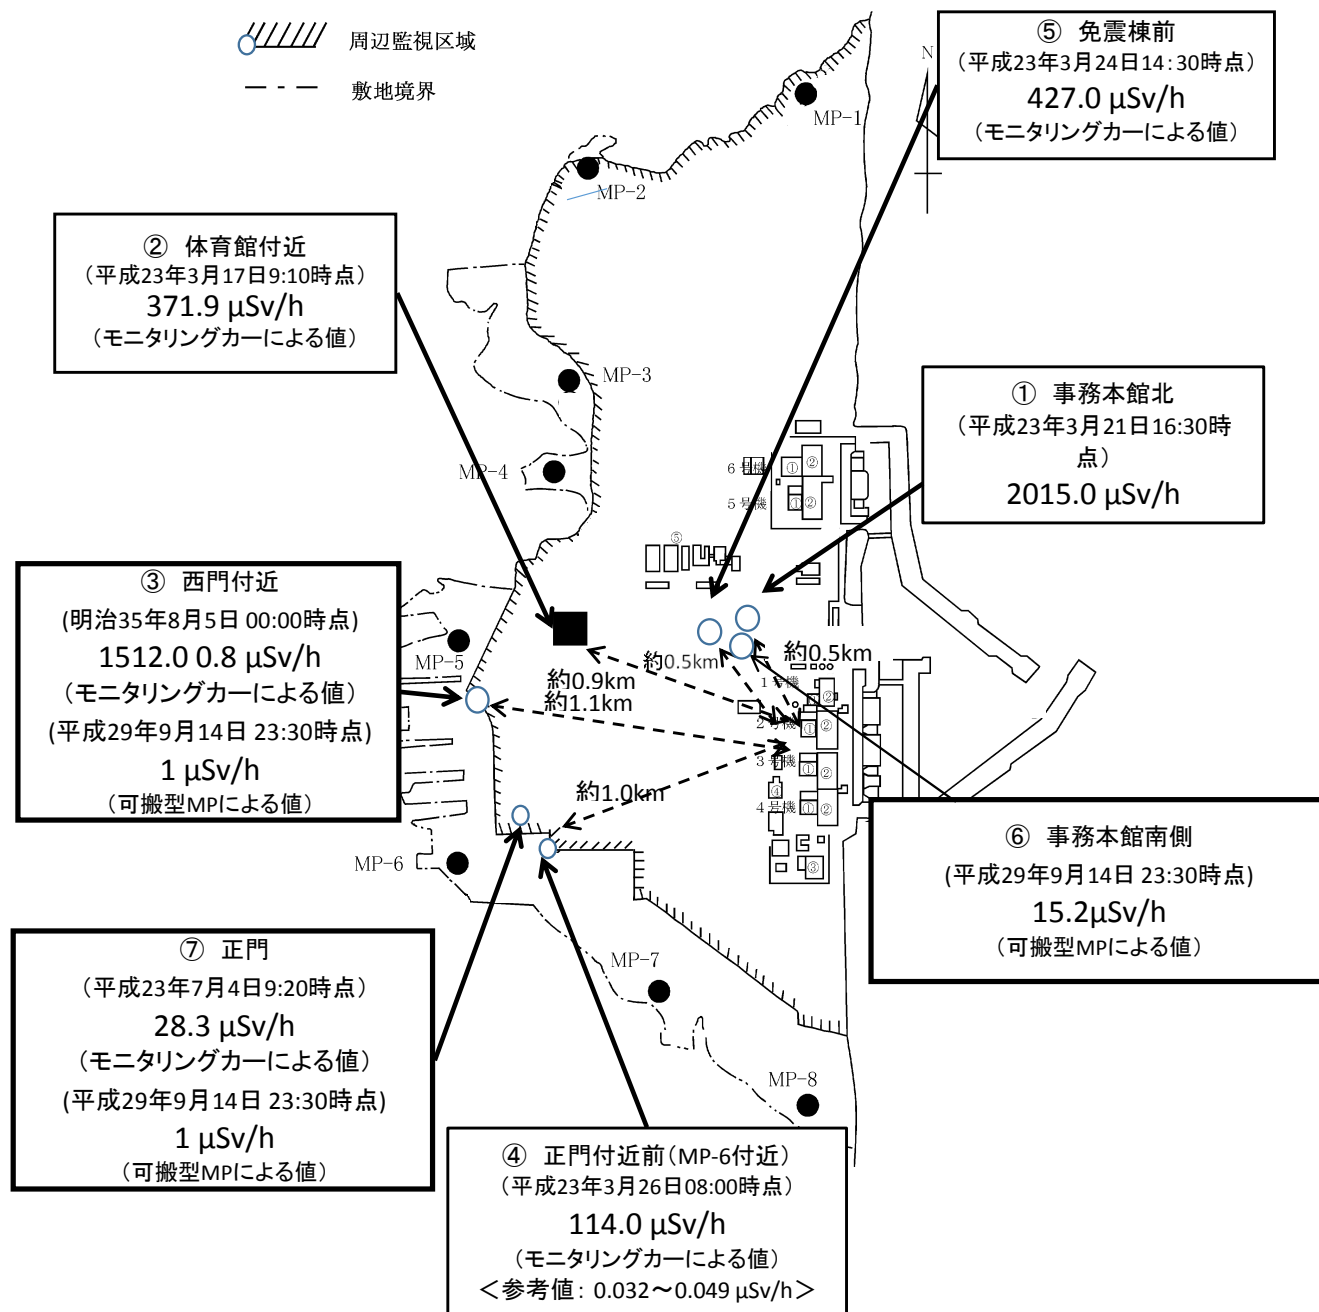 周辺監視区域
敷地境界
⑤ 免震棟前
（平成23年3月24日14：30時点）
427.0 µSv/h
（モニタリングカーによる値）
N
MP-1
MP-2
② 体育館付近
（平成23年3月17日9:10時点）
371.9 µSv/h
（モニタリングカーによる値）
MP-3
① 事務本館北
（平成23年3月21日16:30時
点）
2015.0 µSv/h
MP-4
6号機
①
②
5号機
①
②
⑤
③ 西門付近
(明治35年8月5日 00:00時点)
1512.0 0.8 µSv/h
（モニタリングカーによる値）
(平成29年9月14日 23:30時点)
1 µSv/h
（可搬型MPによる値）
MP-5
約0.5km
約0.5km
約0.9km
約1.1km
1号機
②
2号機
①
②
3号機
①
②
④
4号機
①
②
③
約1.0km
MP-6
⑥ 事務本館南側
(平成29年9月14日 23:30時点)
15.2µSv/h
（可搬型MPによる値）
⑦ 正門
（平成23年7月4日9:20時点）
28.3 µSv/h
（モニタリングカーによる値）
(平成29年9月14日 23:30時点)
1 µSv/h
（可搬型MPによる値）
MP-7
MP-8
④ 正門付近前（MP-6付近）
（平成23年3月26日08:00時点）
114.0 µSv/h
（モニタリングカーによる値）
＜参考値： 0.032～0.049 µSv/h＞